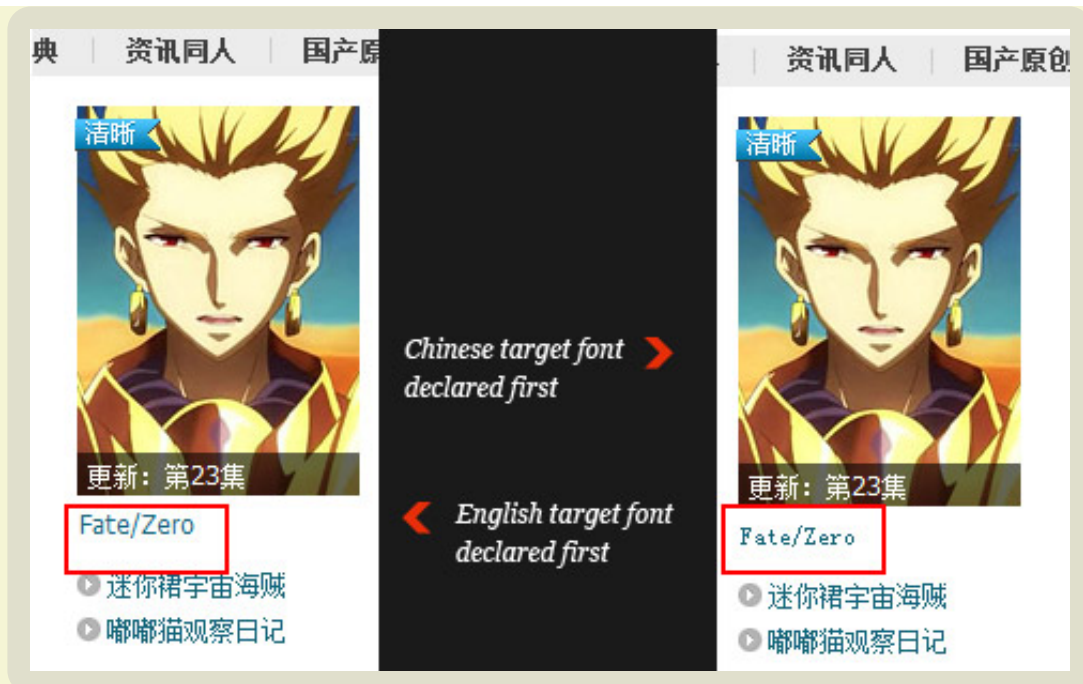 典 资讯同人 国产原
清晰
更新：第23集
Fate/Zero
迷你裙宇宙海贼
嘟嘟猫观察日记
Chinese target font
declared first
English target font
declared first
资讯同人 国产原创
清晰
更新：第23集
Fate/Zero
迷你裙宇宙海贼
嘟嘟猫观察日记